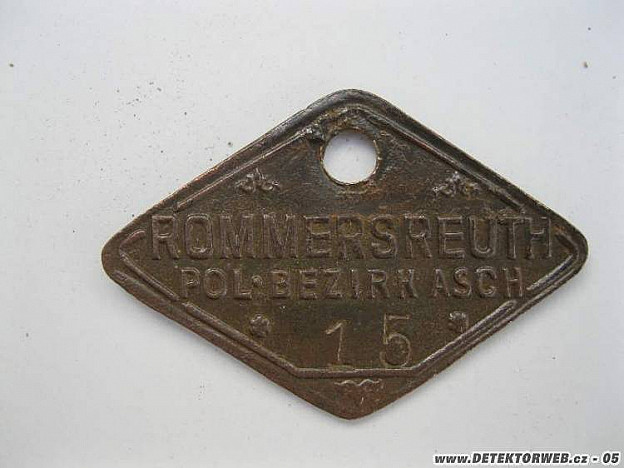 ROMMERSREUTH
POL·BEZIRK ASCH
15
www.DETEKTORWEB.cz - 05